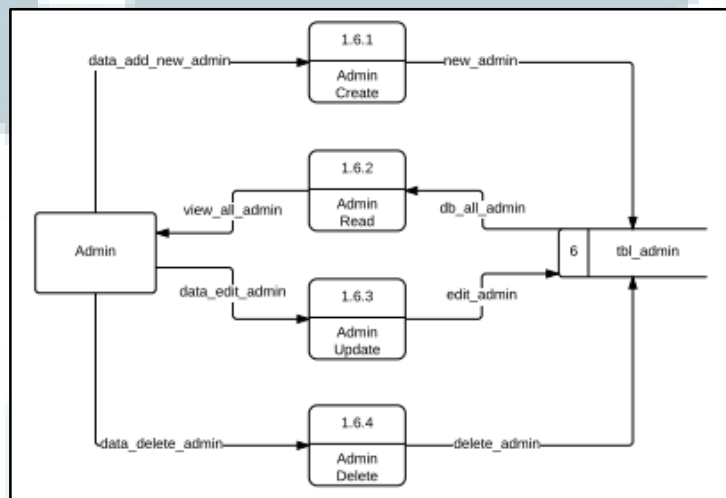 1.6.1
data_add_new_admin
new_admin
Admin
Create
1.6.2
view_all_admin
db_all_admin
Admin
Read
Admin
6
tbl_admin
data_edit_admin
1.6.3
edit_admin
Admin
Update
1.6.4
data_delete_admin
delete_admin
Admin
Delete